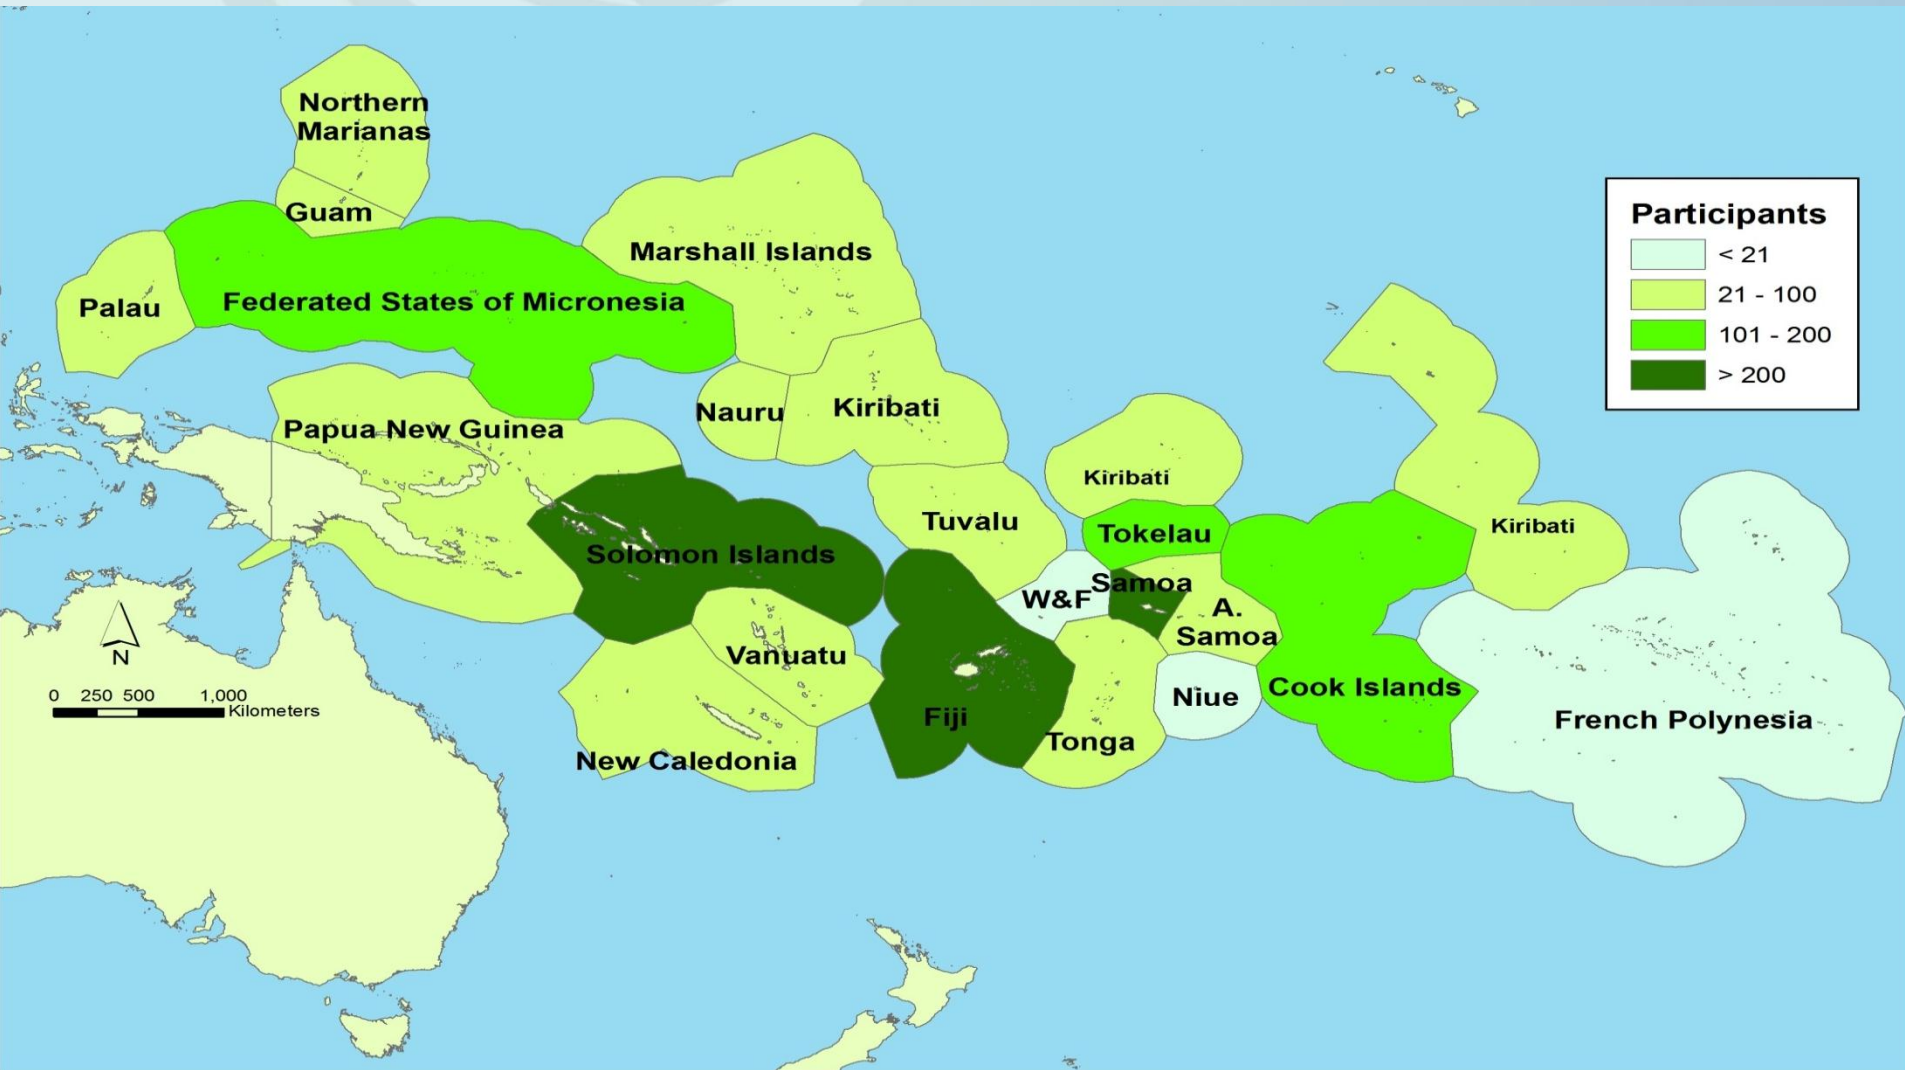 Northern
Marianas
Guam
Marshall Islands
Palau
Federated States of Micronesia
Nauru
Kiribati
Papua New Guinea
Kiribati
Tuvalu
Tokelau
Kiribati
Solomon Islands
Samoa
W&F
A.
Samoa
Vanuatu
Niue
Cook Islands
Fiji
French Polynesia
Tonga
New Caledonia
Participants
< 21
21 - 100
101 - 200
> 200
N
0 250 500 1,000
Kilometers